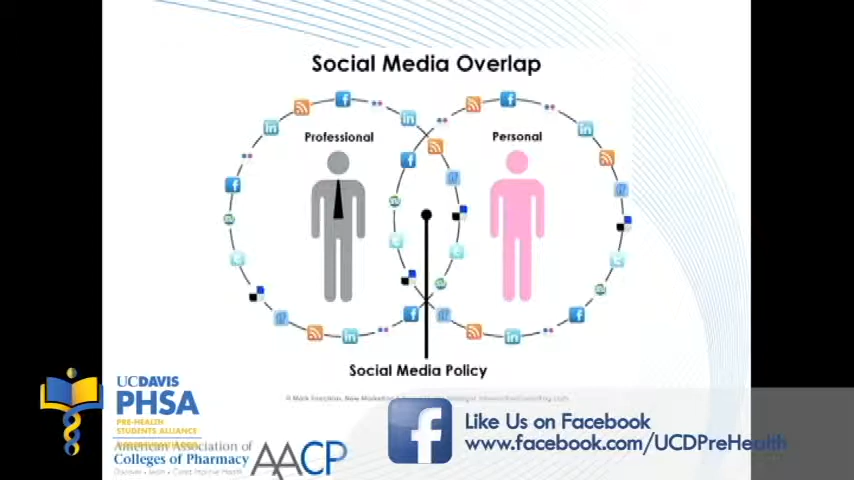 Social Media Overlap
Professional
Personal
Social Media Policy
UCDAVIS
PHSA
PRE-HEALTH
STUDENTS ALLIANCE
American Association of
Colleges of Pharmacy
AACP
Like Us on Facebook
www.facebook.com/UCDPreHealth